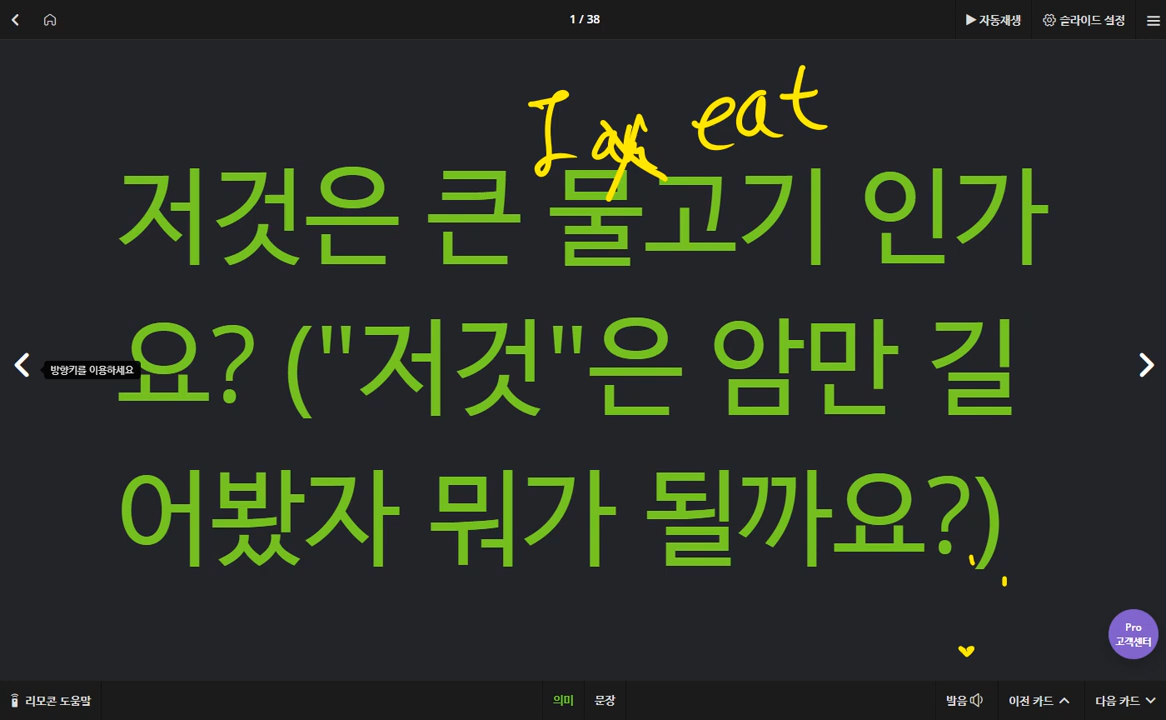 1 / 38
자동재생
슬라이드 설정
I eat
저것은 큰 물고기 인가
요? ("저것"은 암만 길
어봤자 뭐가 될까요?)
방향키를 이용하세요
Pro
고객센터
리모콘 도움말
의미
문장
발음
이전 카드
다음 카드